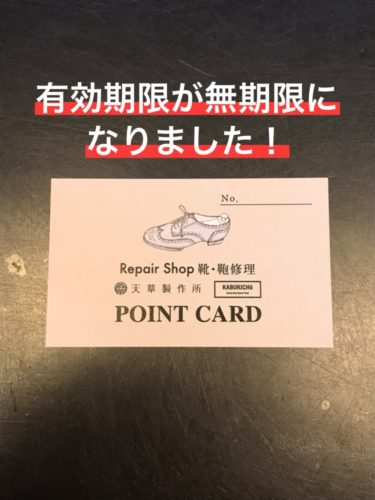 有効期限が無期限に
なりました！
No.
Repair Shop 靴・鞄修理
天草製作所 KABUKICHO
POINT CARD